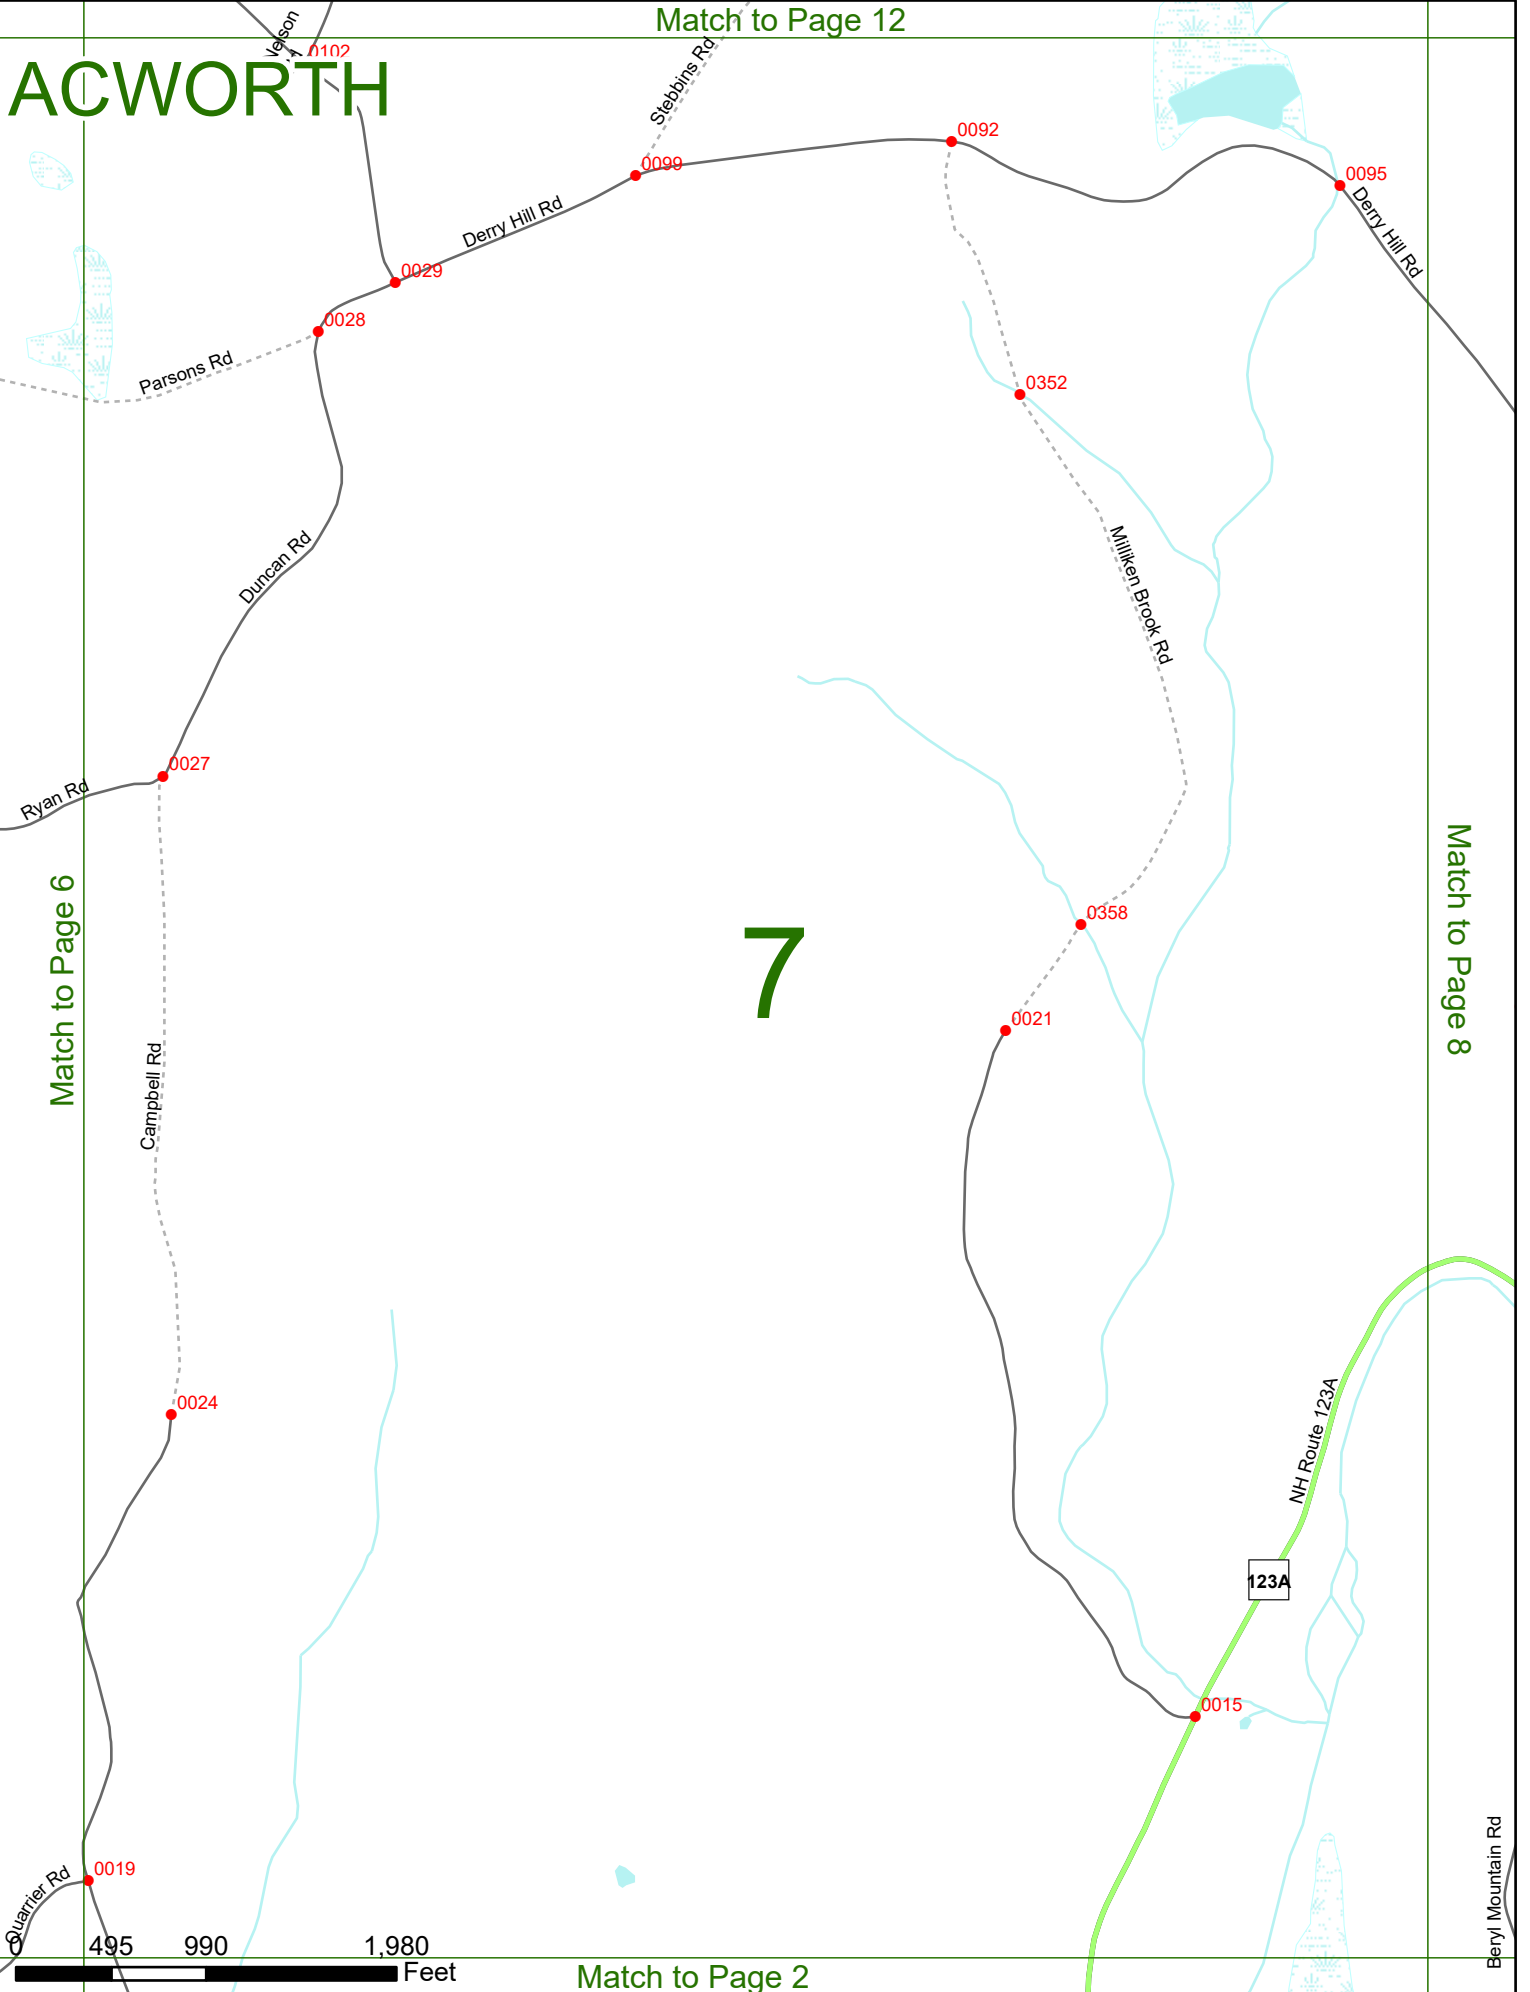 Match to Page 12
Nelson
0102
ACWORTH
Stebbins Rd
0092
0099
0095
Derry Hill Rd
Derry Hill Rd
0029
0028
Parsons Rd
0352
Duncan Rd
Milliken Brook Rd
0027
Ryan Rd
Match to Page 6
Match to Page 8
7
0358
0021
Campbell Rd
0024
NH Route 123A
123A
0015
0019
Quarrier Rd
Beryl Mountain Rd
0 495 990 1,980
Feet
Match to Page 2